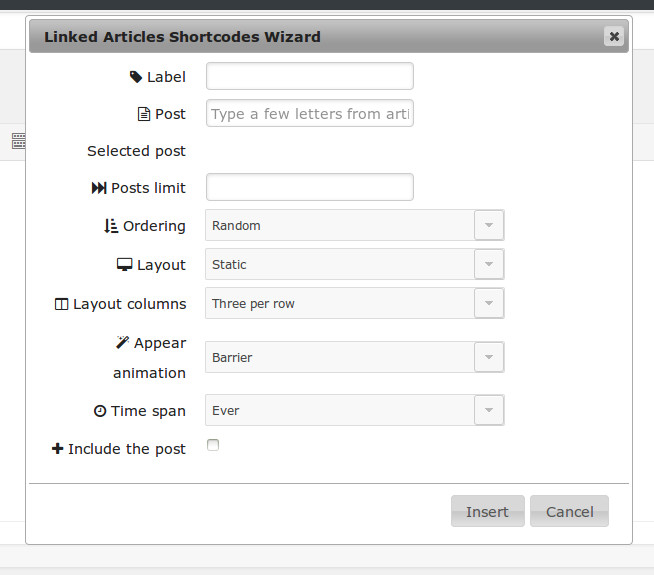 Linked Articles Shortcodes Wizard
Label
Post
Type a few letters from arti
Selected post
Posts limit
Ordering
Random
Layout
Static
Layout columns
Three per row
Appear
animation
Barrier
Time span
Ever
Include the post
Insert
Cancel